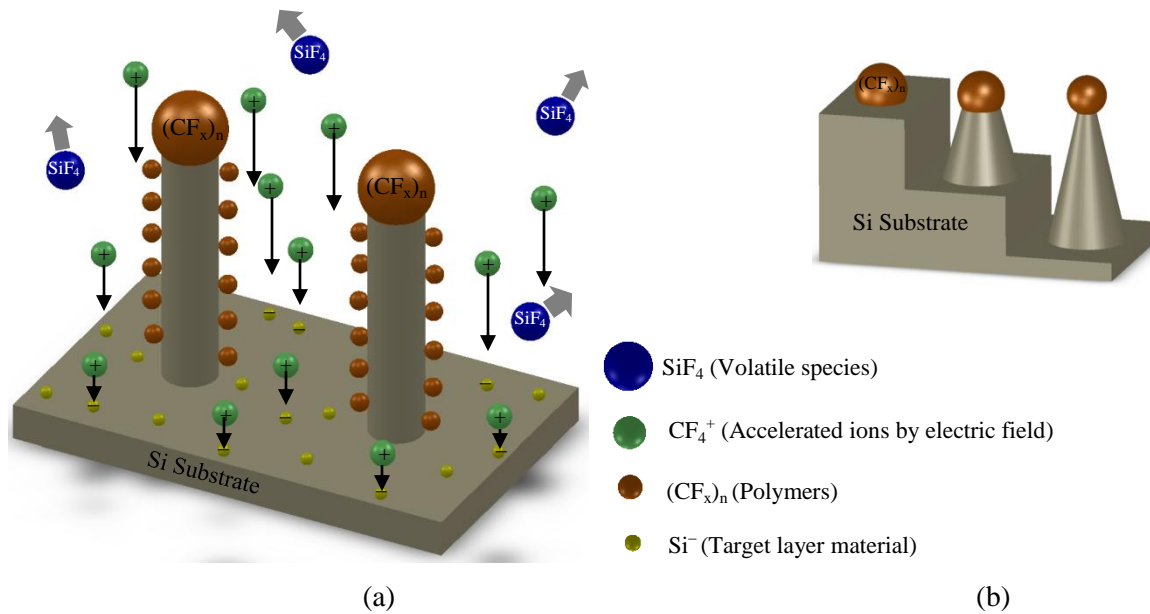 SiF₄
SiF₄
SiF₄
SiF₄
(CFₓ)ₙ
(CFₓ)ₙ
+
+
+
+
+
+
+
+
+
+
+
+
+
−
−
−
−
−
−
−
−
Si Substrate
(CFₓ)ₙ
Si Substrate
SiF₄ (Volatile species)
CF₄⁺ (Accelerated ions by electric field)
(CFₓ)ₙ (Polymers)
Si⁻ (Target layer material)
(a)
(b)